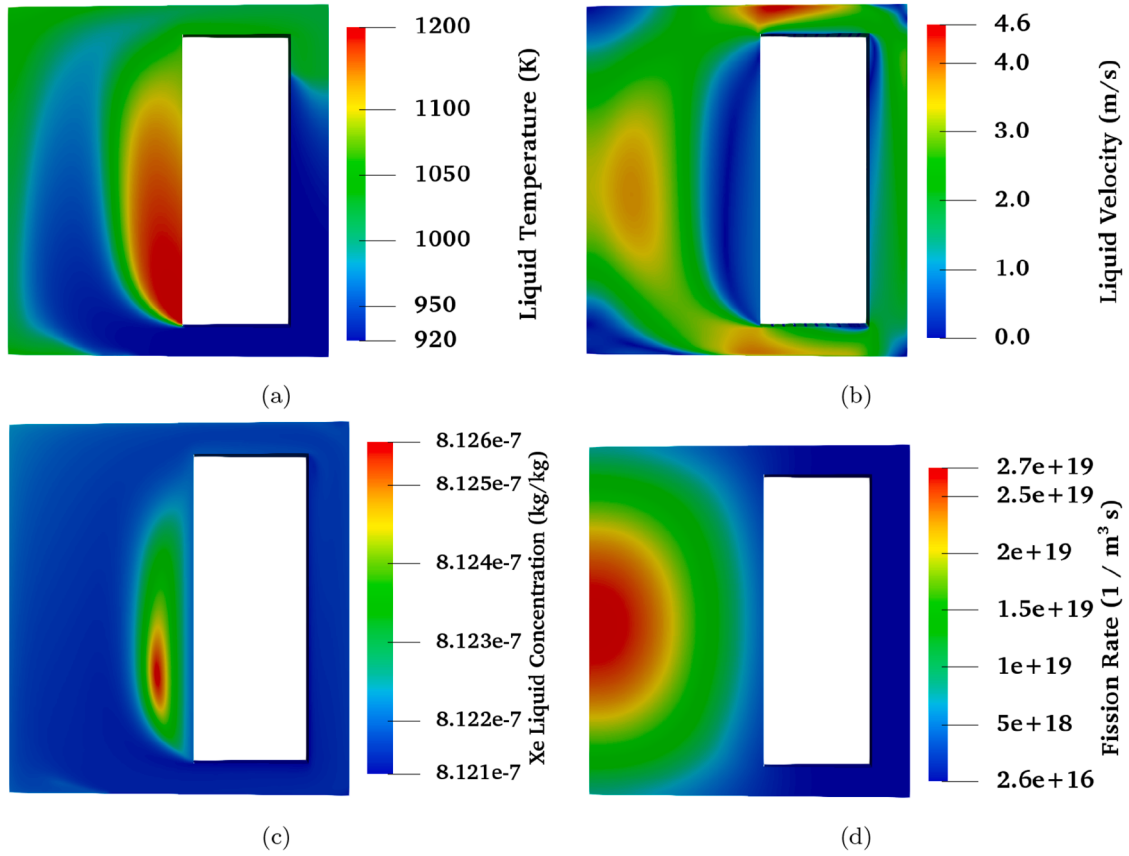 1200
1100
1050
1000
950
920
Liquid Temperature (K)
(a)
4.6
4.0
3.0
2.0
1.0
0.0
Liquid Velocity (m/s)
(b)
8.126e-7
8.125e-7
8.124e-7
8.123e-7
8.122e-7
8.121e-7
Xe Liquid Concentration (kg/kg)
(c)
2.7e+19
2.5e+19
2e+19
1.5e+19
1e+19
5e+18
2.6e+16
Fission Rate (1 / m³ s)
(d)